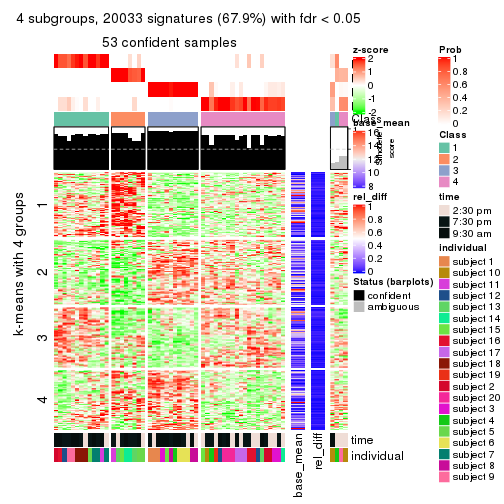 4 subgroups, 20033 signatures (67.9%) with fdr < 0.05
53 confident samples
k-means with 4 groups
1
2
3
4
Class
1
score
time
individual
base_mean
rel_diff
z-score
2
1
0
-1
-2
base_mean
16
14
12
10
8
rel_diff
1
0.8
0.6
0.4
0.2
0
Status (barplots)
confident
ambiguous
Prob
1
0.8
0.6
0.4
0.2
0
Class
1
2
3
4
time
2:30 pm
7:30 pm
9:30 am
individual
subject 1
subject 10
subject 11
subject 12
subject 13
subject 14
subject 15
subject 16
subject 17
subject 18
subject 19
subject 2
subject 20
subject 3
subject 4
subject 5
subject 6
subject 7
subject 8
subject 9